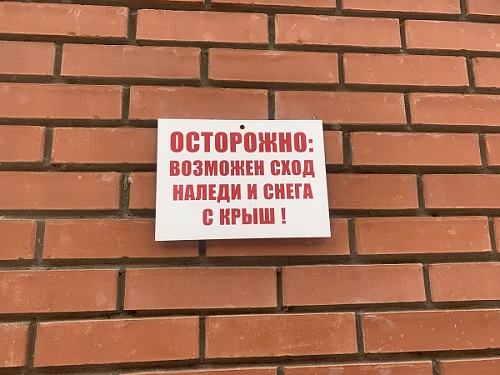 ОСТОРОЖНО:
ВОЗМОЖЕН СХОД
НАЛЕДИ И СНЕГА
С КРЫШ !